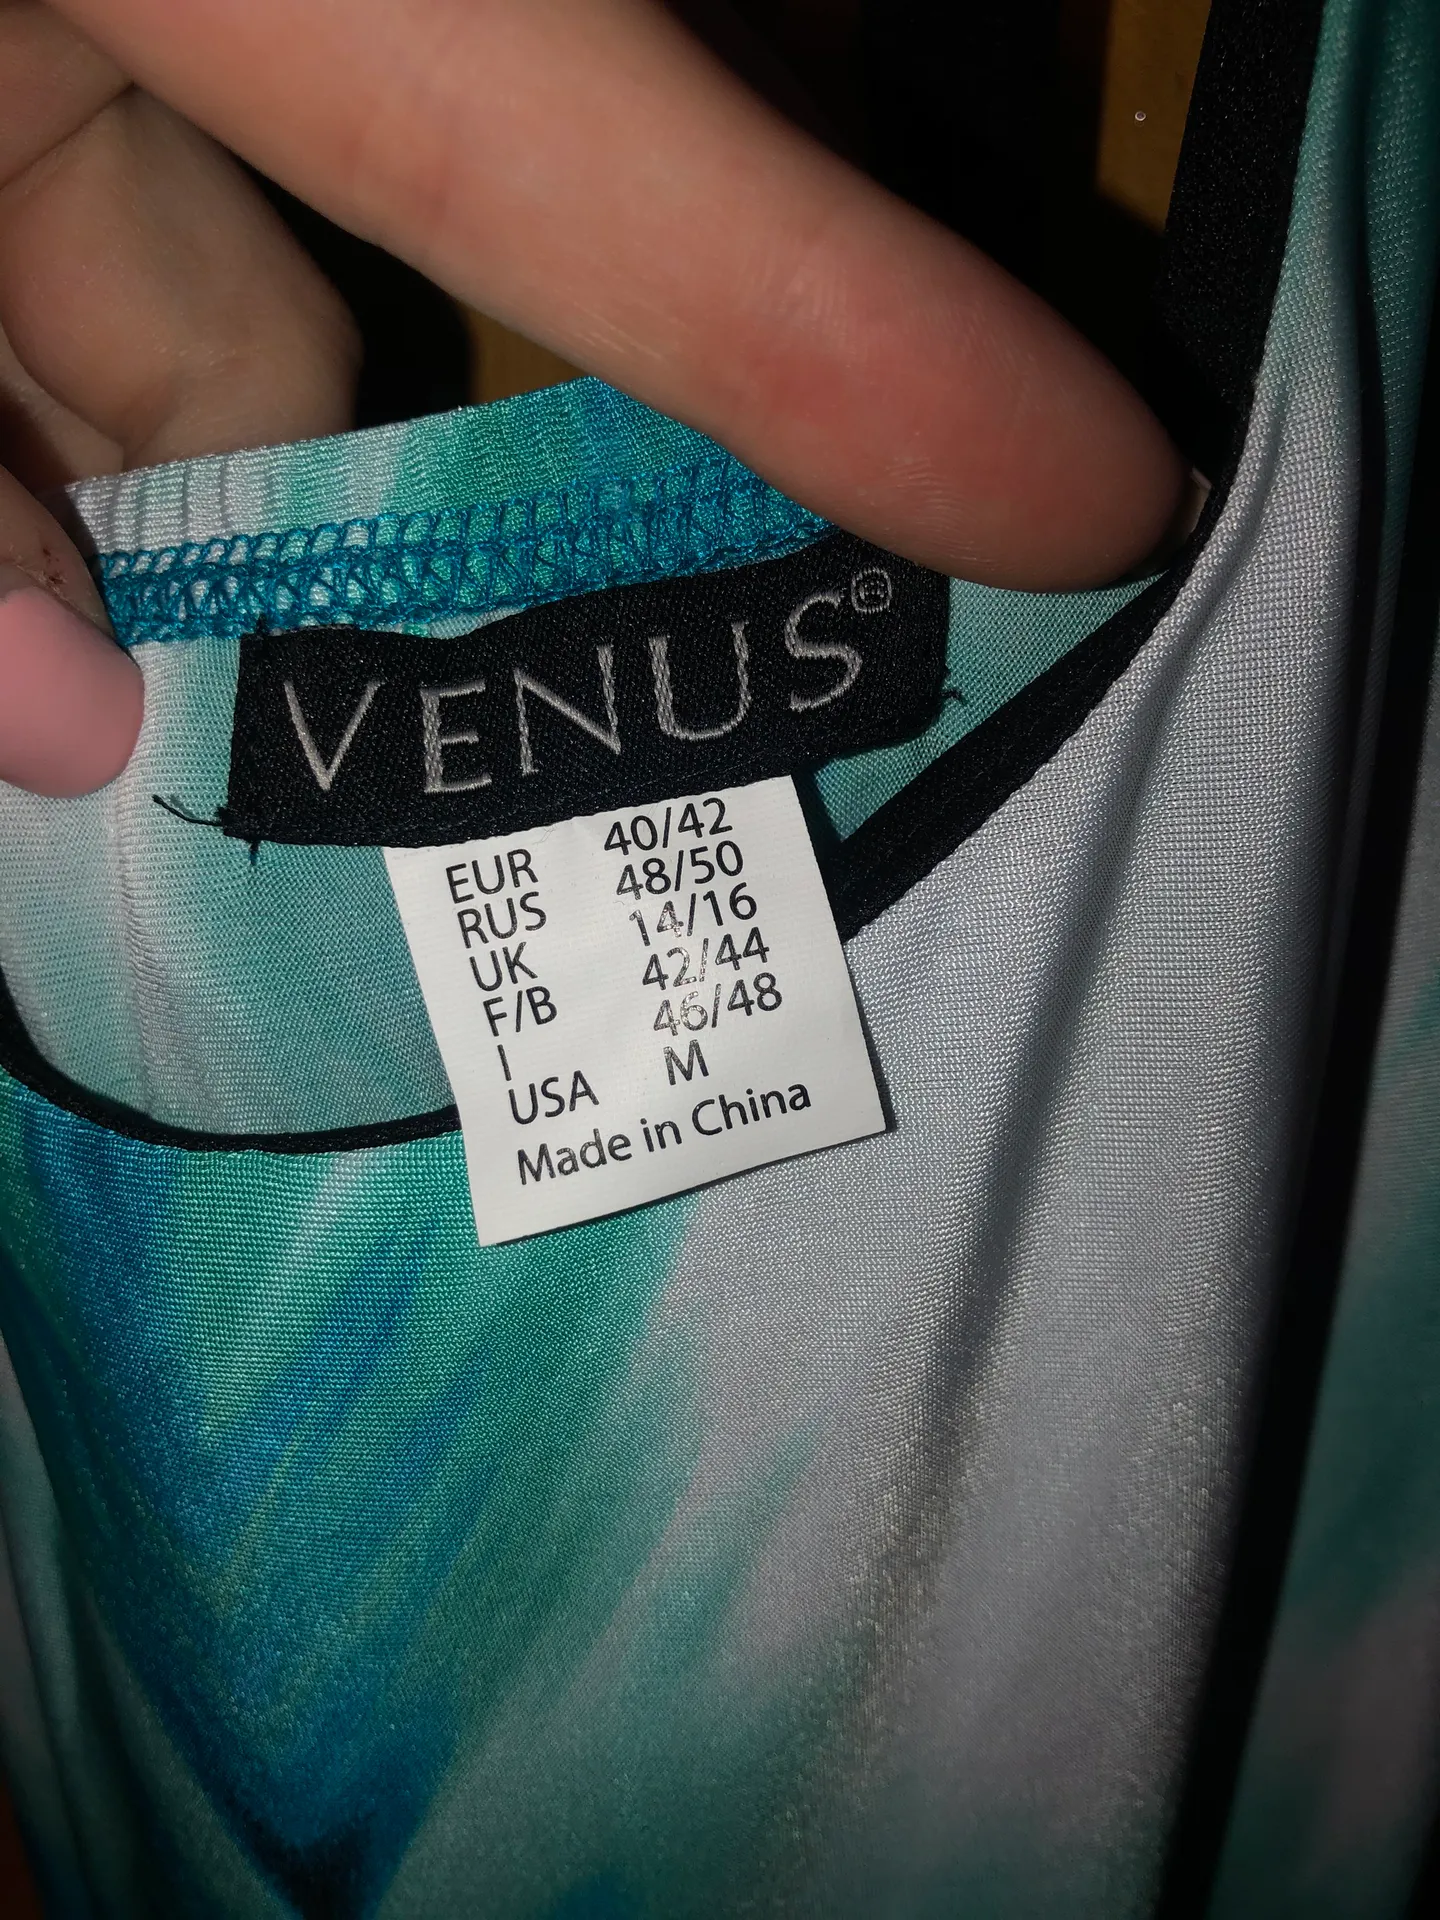 VENUS®
EUR 40/42
RUS 48/50
UK 14/16
F/B 42/44
I 46/48
USA M
Made in China